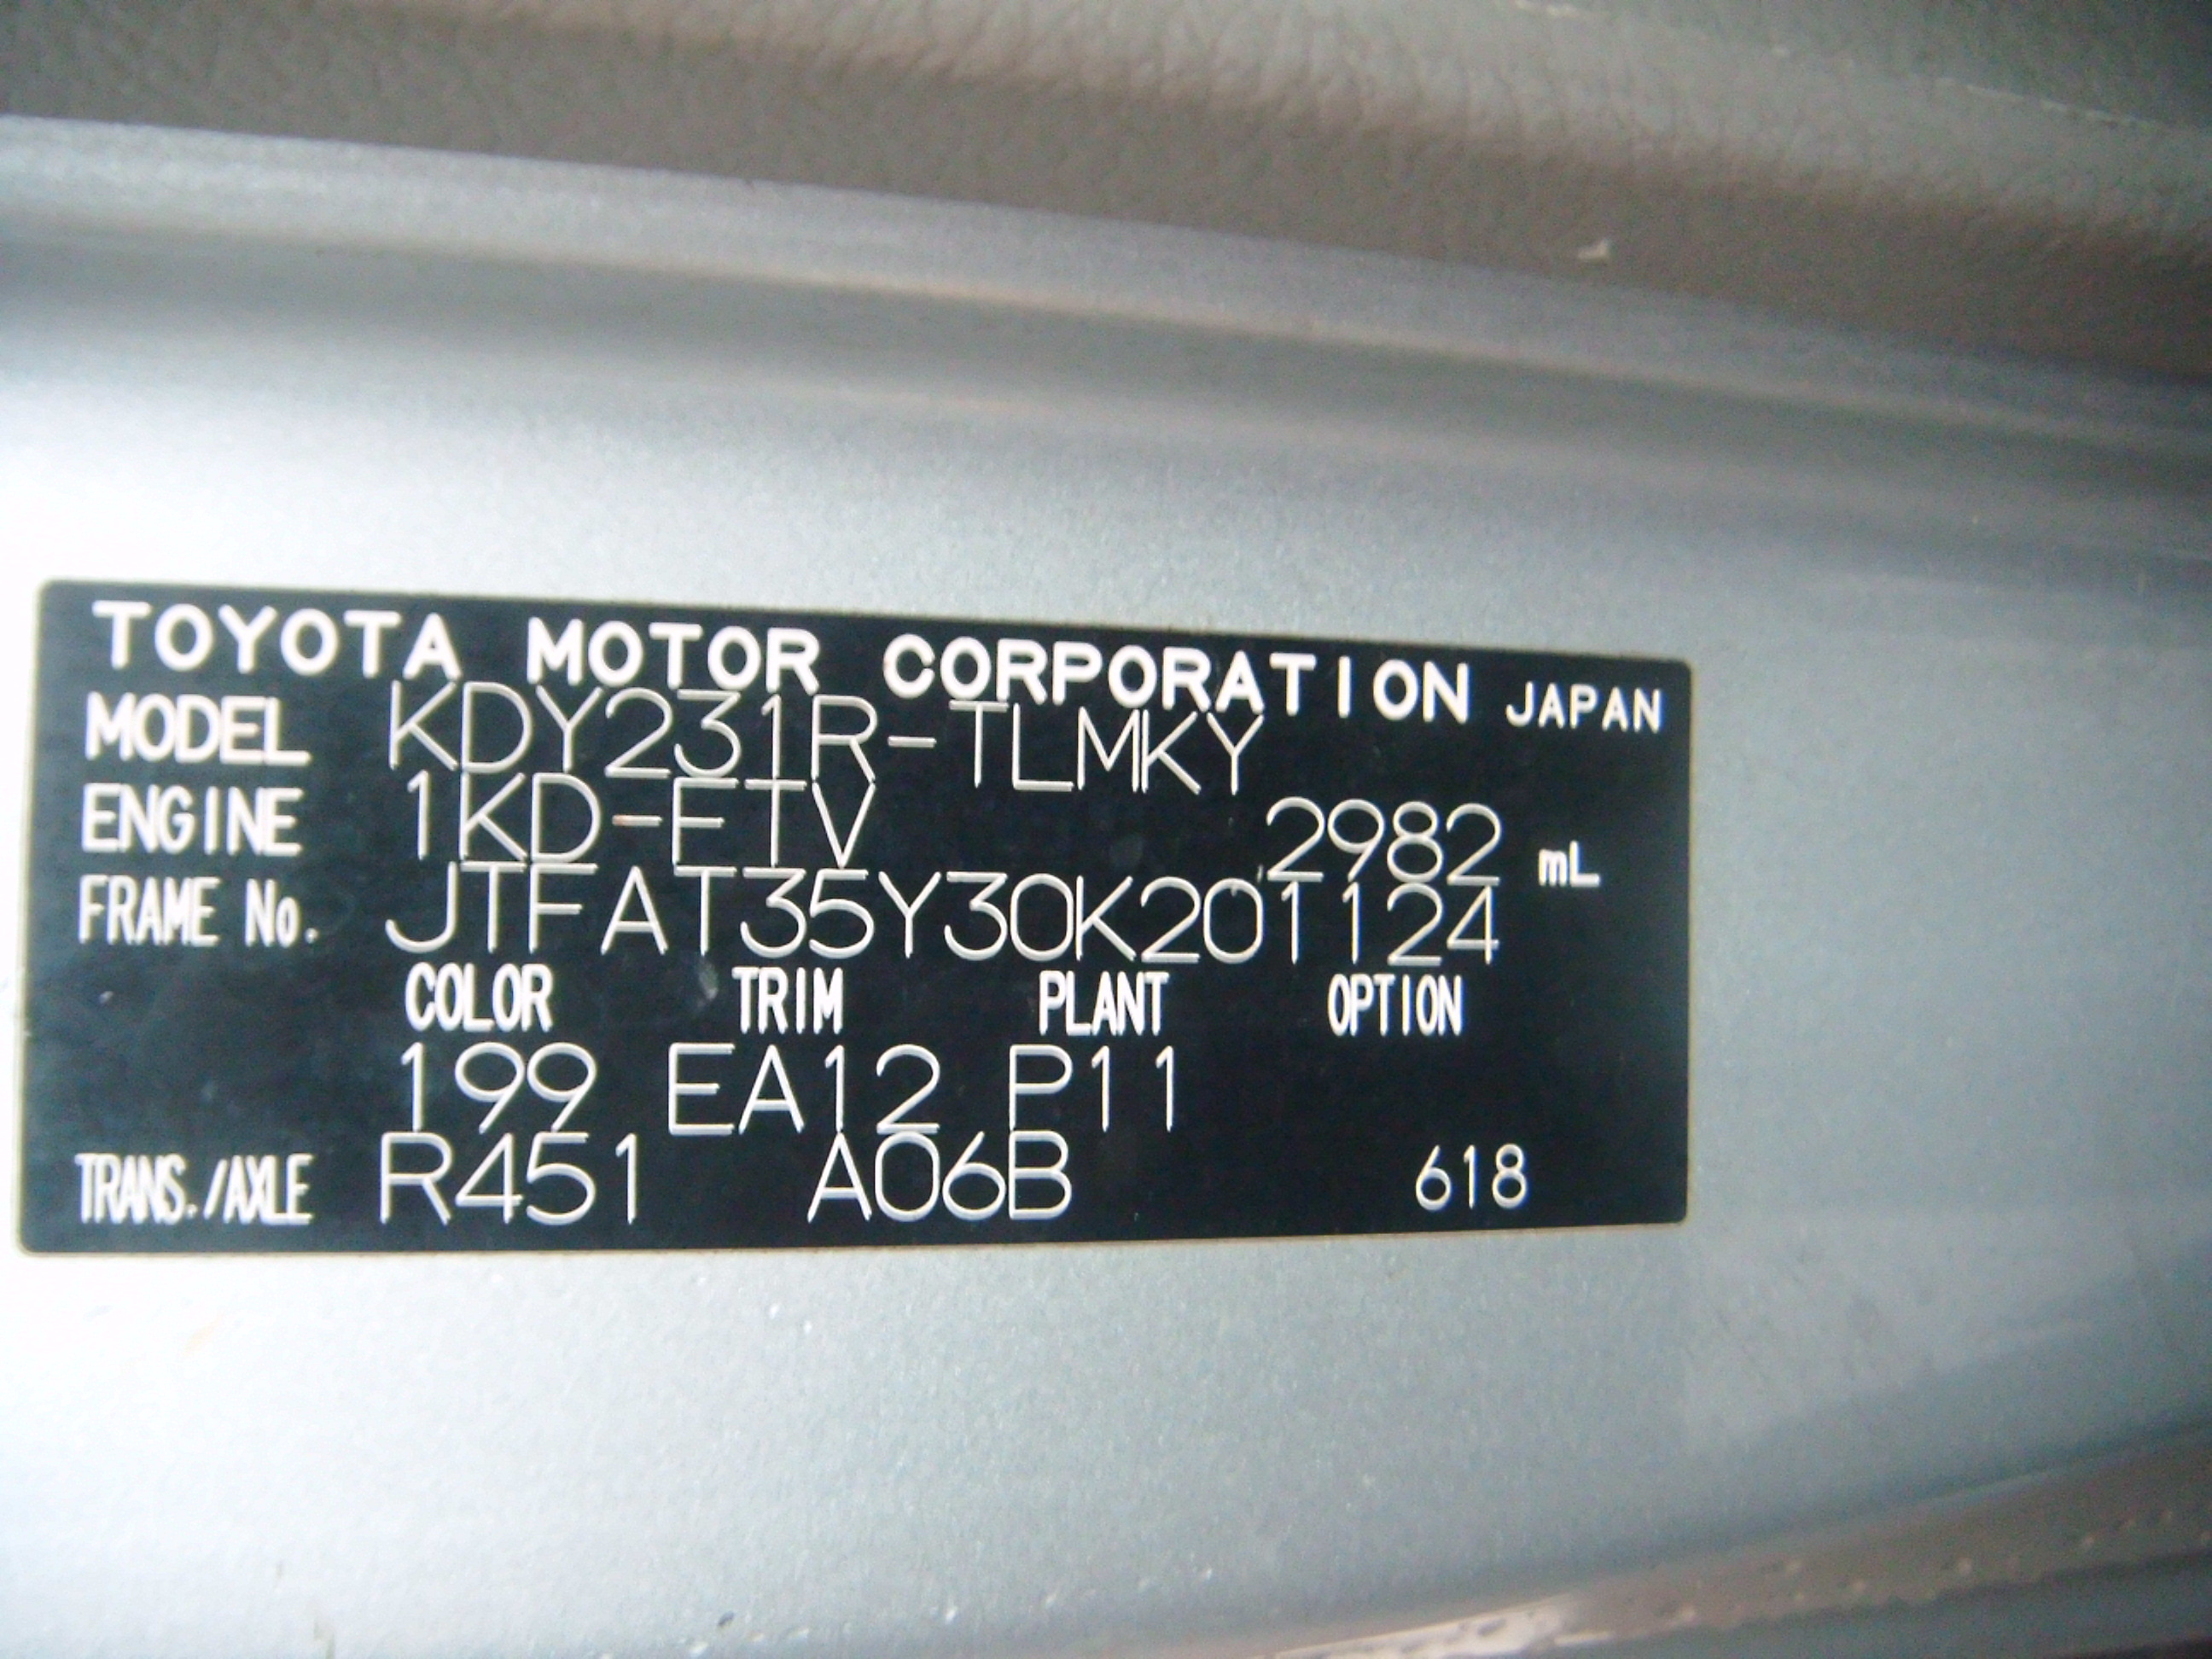 TOYOTA MOTOR CORPORATION JAPAN
MODEL KDY231R-TLMKY
ENGINE 1KD-FTV 2982 mL
FRAME No. JTFAT35Y30K201124
COLOR TRIM PLANT OPTION
199 EA12 P11
TRANS./AXLE R451 A06B 618